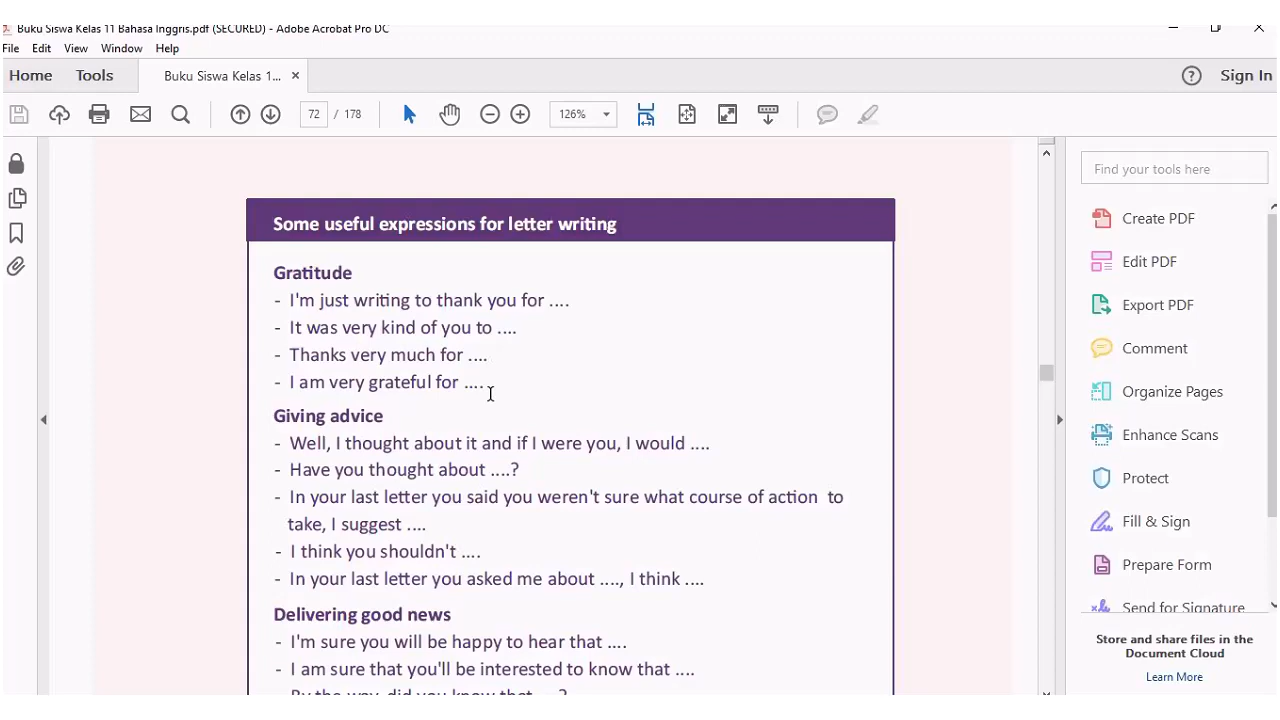 Buku Siswa Kelas 11 Bahasa Inggris.pdf (SECURED) - Adobe Acrobat Pro DC
File Edit View Window Help
Home Tools Buku Siswa Kelas 1... × Sign In
72 / 178 126%
Find your tools here
Create PDF
Edit PDF
Export PDF
Comment
Organize Pages
Enhance Scans
Protect
Fill & Sign
Prepare Form
Send for Signature
Store and share files in the
Document Cloud
Learn More
Some useful expressions for letter writing
Gratitude
- I'm just writing to thank you for ....
- It was very kind of you to ....
- Thanks very much for ....
- I am very grateful for ....
Giving advice
- Well, I thought about it and if I were you, I would ....
- Have you thought about ....?
- In your last letter you said you weren't sure what course of action to
take, I suggest ....
- I think you shouldn't ....
- In your last letter you asked me about ...., I think ....
Delivering good news
- I'm sure you will be happy to hear that ....
- I am sure that you'll be interested to know that ....
- By the way, did you know that ....?